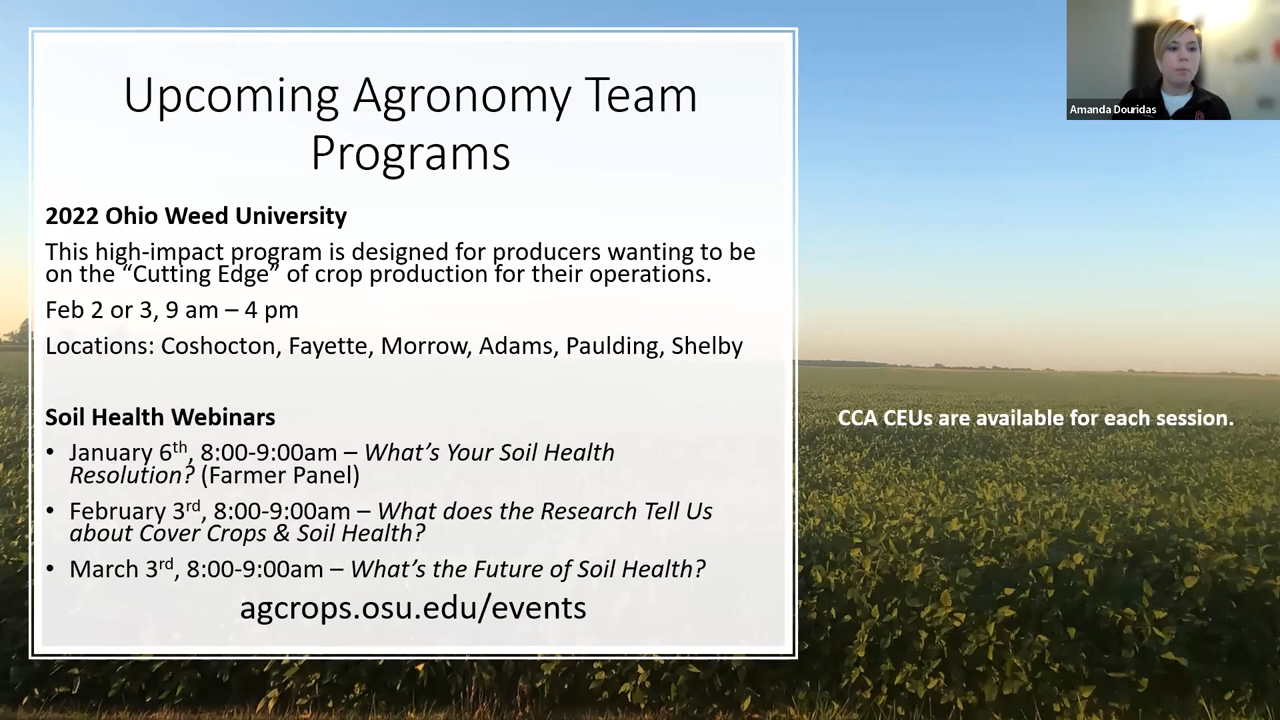 Upcoming Agronomy Team
Programs
Amanda Douridas
2022 Ohio Weed University
This high-impact program is designed for producers wanting to be
on the “Cutting Edge” of crop production for their operations.
Feb 2 or 3, 9 am – 4 pm
Locations: Coshocton, Fayette, Morrow, Adams, Paulding, Shelby
Soil Health Webinars
• January 6th, 8:00-9:00am – What’s Your Soil Health
Resolution? (Farmer Panel)
• February 3rd, 8:00-9:00am – What does the Research Tell Us
about Cover Crops & Soil Health?
• March 3rd, 8:00-9:00am – What’s the Future of Soil Health?
agcrops.osu.edu/events
CCA CEUs are available for each session.